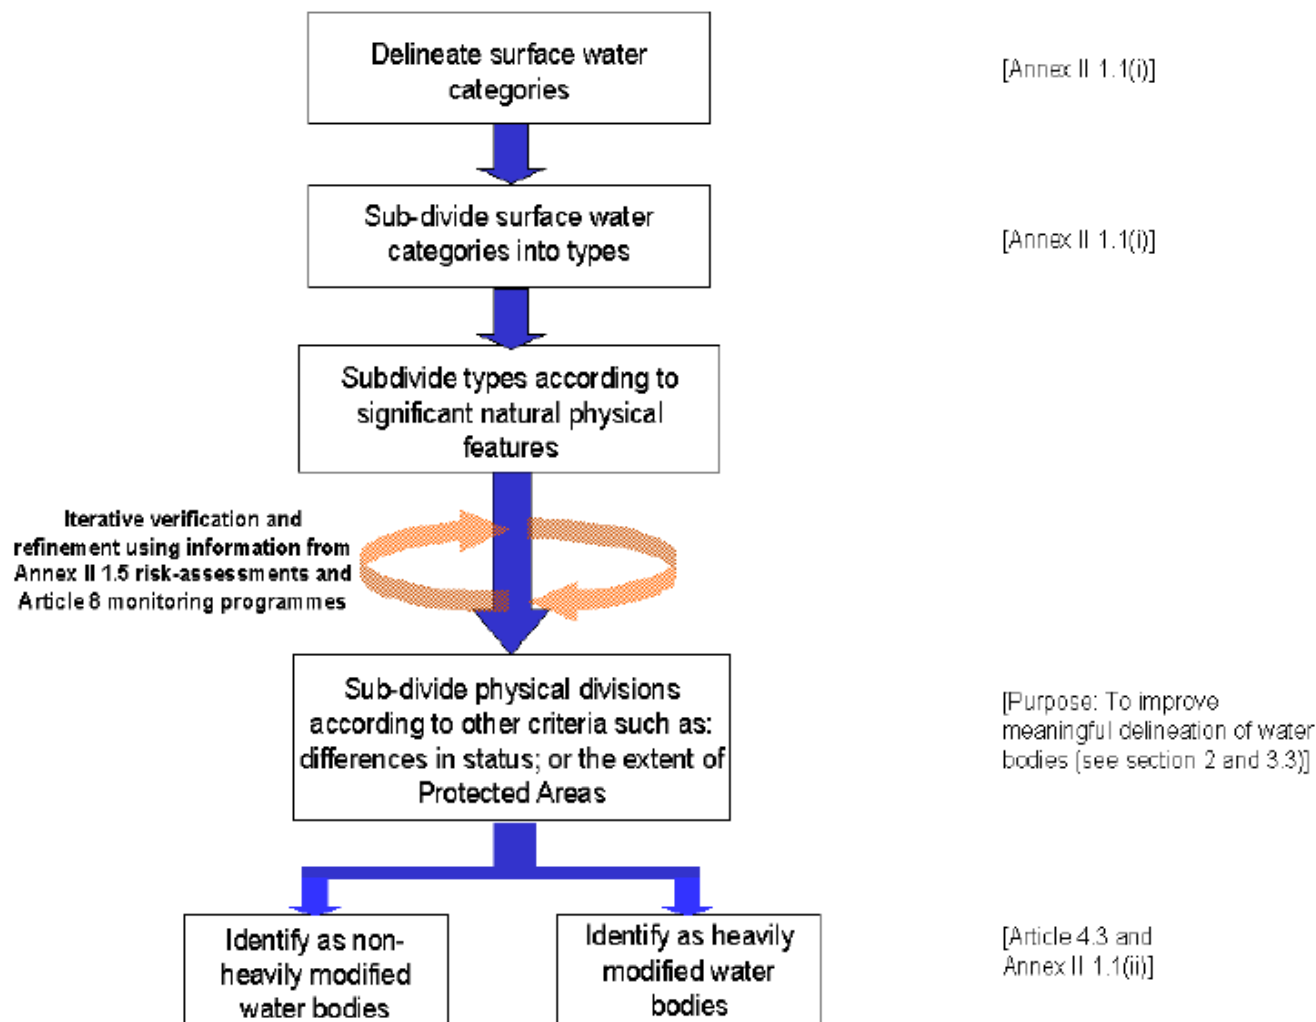 Delineate surface water
categories
[Annex II 1.1(i)]
Sub-divide surface water
categories into types
[Annex II 1.1(i)]
Subdivide types according to
significant natural physical
features
Iterative verification and
refinement using information from
Annex II 1.5 risk-assessments and
Article 8 monitoring programmes
Sub-divide physical divisions
according to other criteria such as:
differences in status; or the extent of
Protected Areas
[Purpose: To improve
meaningful delineation of water
bodies (see section 2 and 3.3)]
Identify as non-
heavily modified
water bodies
Identify as heavily
modified water
bodies
[Article 4.3 and
Annex II 1.1(ii)]